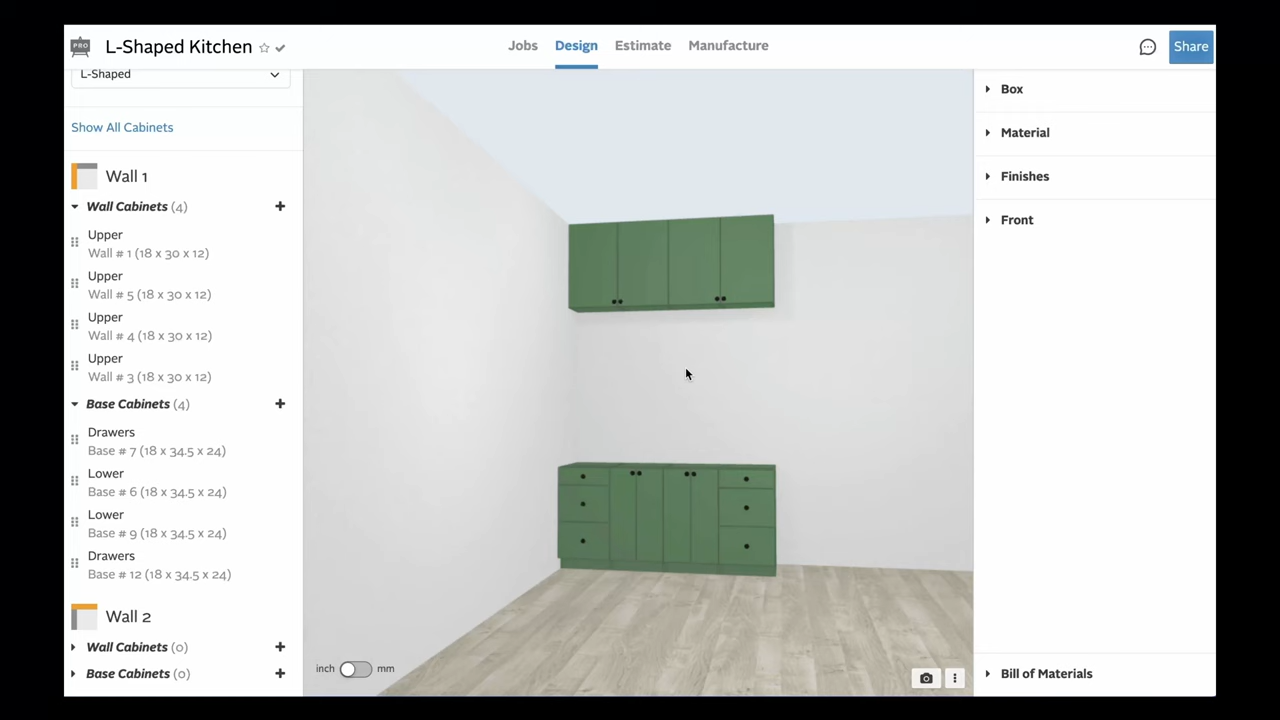 PRO
L-Shaped Kitchen
Jobs
Design
Estimate
Manufacture
Share
L-Shaped
Show All Cabinets
Wall 1
Wall Cabinets (4)
Upper
Wall # 1 (18 x 30 x 12)
Upper
Wall # 5 (18 x 30 x 12)
Upper
Wall # 4 (18 x 30 x 12)
Upper
Wall # 3 (18 x 30 x 12)
Base Cabinets (4)
Drawers
Base # 7 (18 x 34.5 x 24)
Lower
Base # 6 (18 x 34.5 x 24)
Lower
Base # 9 (18 x 34.5 x 24)
Drawers
Base # 12 (18 x 34.5 x 24)
Wall 2
Wall Cabinets (0)
Base Cabinets (0)
inch mm
Box
Material
Finishes
Front
Bill of Materials